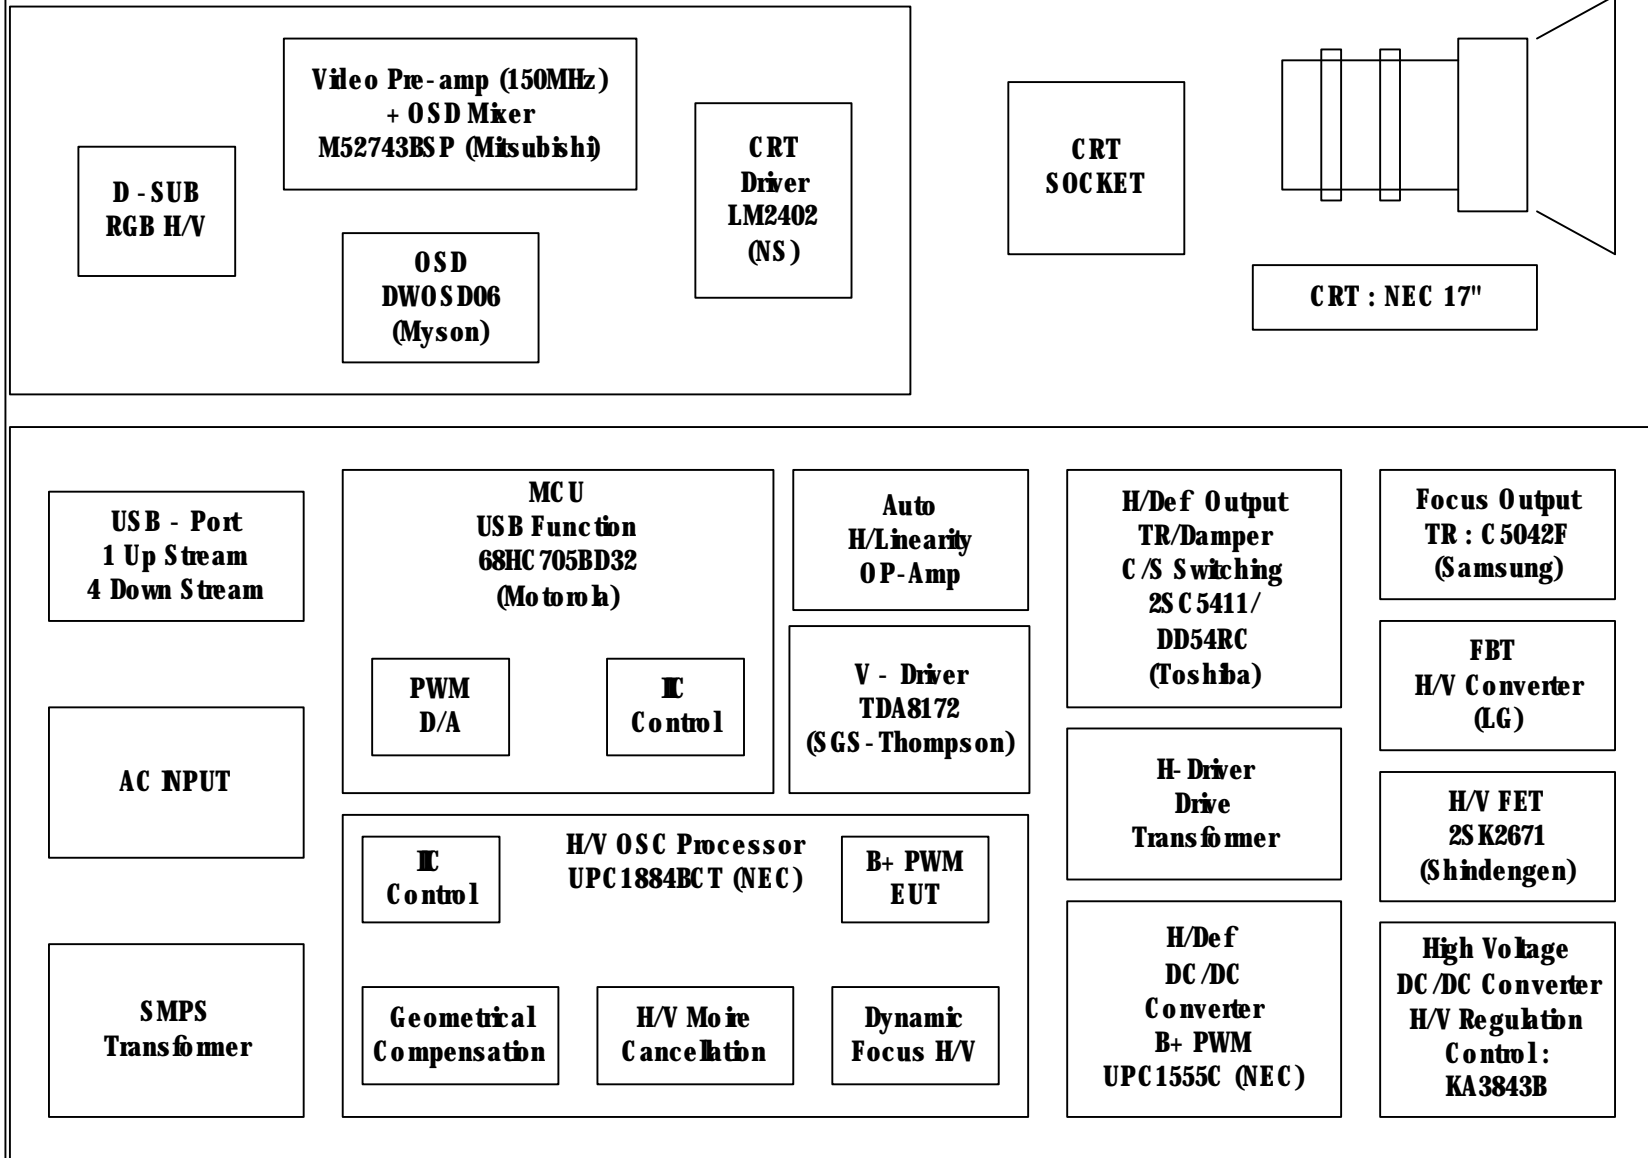 Video Pre-amp (150MHz)
+ OSD Mixer
M52743BSP (Mitsubishi)
D-SUB
RGB H/V
OSD
DWOSD06
(Myson)
CRT
Driver
LM2402
(NS)
CRT
SOCKET
CRT : NEC 17"
USB - Port
1 Up Stream
4 Down Stream
AC INPUT
SMPS
Transformer
MCU
USB Function
68HC705BD32
(Motorola)
PWM
D/A
IIC
Control
Auto
H/Linearity
OP-Amp
V - Driver
TDA8172
(SGS-Thompson)
H/V OSC Processor
UPC1884BCT (NEC)
IIC
Control
B+ PWM
EUT
Geometrical
Compensation
H/V Moire
Cancellation
Dynamic
Focus H/V
H/Def Output
TR/Damper
C/S Switching
2SC5411/
DD54RC
(Toshiba)
H-Driver
Drive
Transformer
H/Def
DC/DC
Converter
B+ PWM
UPC1555C (NEC)
Focus Output
TR : C5042F
(Samsung)
FBT
H/V Converter
(LG)
H/V FET
2SK2671
(Shindengen)
High Voltage
DC/DC Converter
H/V Regulation
Control :
KA3843B